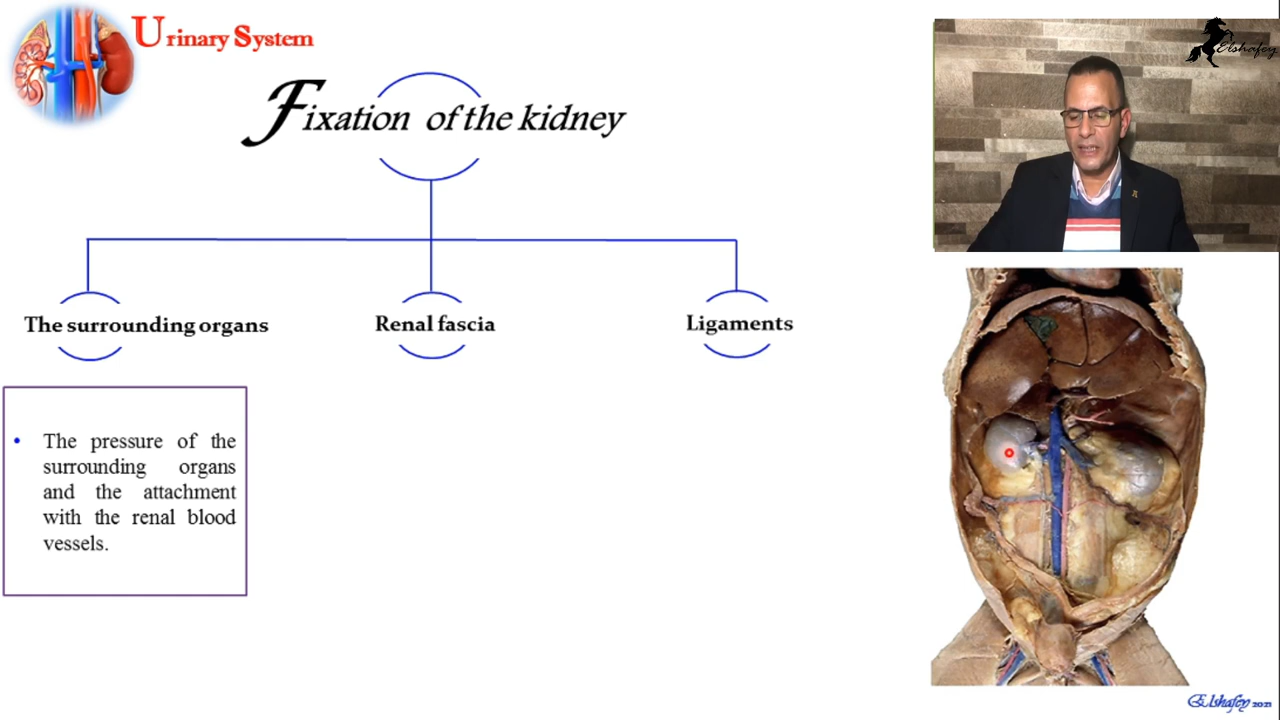 Urinary System
Elshafey
Fixation of the kidney
The surrounding organs
Renal fascia
Ligaments
• The pressure of the
surrounding organs
and the attachment
with the renal blood
vessels.
Elshafey 2021